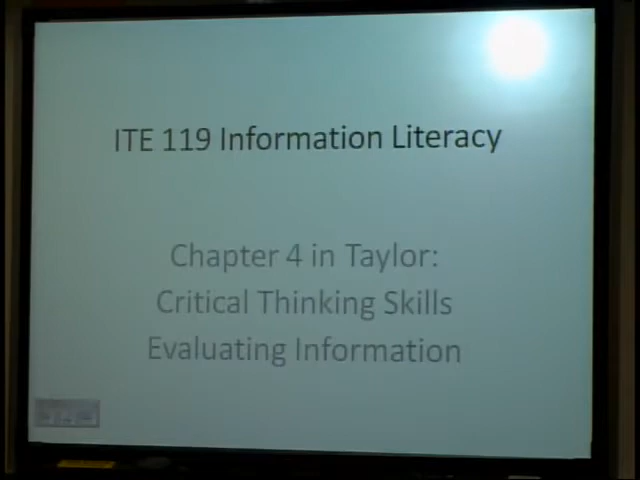 ITE 119 Information Literacy
Chapter 4 in Taylor:
Critical Thinking Skills
Evaluating Information